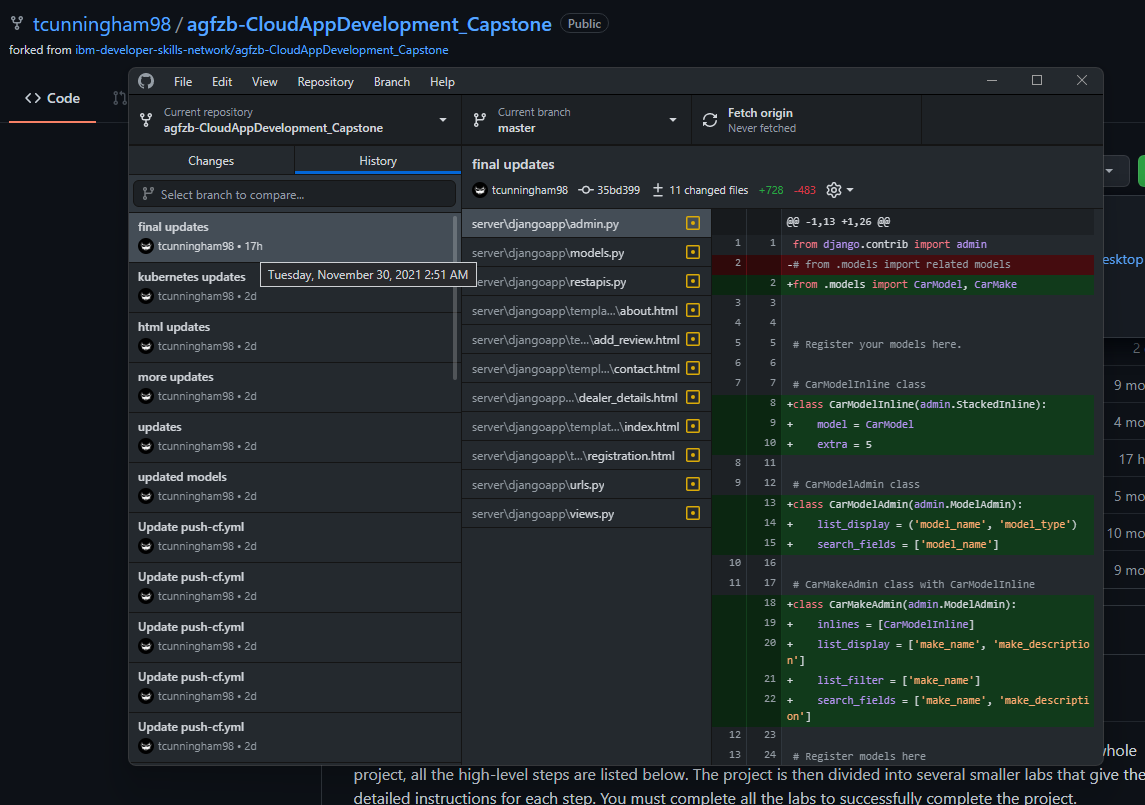 tcunningham98 / agfzb-CloudAppDevelopment_Capstone Public
forked from ibm-developer-skills-network/agfzb-CloudAppDevelopment_Capstone
Code
File Edit View Repository Branch Help
Current repository
agfzb-CloudAppDevelopment_Capstone
Current branch
master
Fetch origin
Never fetched
Changes
History
Select branch to compare...
final updates
tcunningham98 • 17h
Tuesday, November 30, 2021 2:51 AM
kubernetes updates
tcunningham98 • 2d
html updates
tcunningham98 • 2d
more updates
tcunningham98 • 2d
updates
tcunningham98 • 2d
updated models
tcunningham98 • 2d
Update push-cf.yml
tcunningham98 • 2d
Update push-cf.yml
tcunningham98 • 2d
Update push-cf.yml
tcunningham98 • 2d
Update push-cf.yml
tcunningham98 • 2d
Update push-cf.yml
tcunningham98 • 2d
final updates
tcunningham98 35bd399 11 changed files +728 -483
server\djangoapp\admin.py
server\djangoapp\models.py
erver\djangoapp\restapis.py
server\djangoapp\templa...\about.html
server\djangoapp\te...\add_review.html
server\djangoapp\templ...\contact.html
server\djangoapp\...\dealer_details.html
server\djangoapp\templat...\index.html
server\djangoapp\t...\registration.html
server\djangoapp\urls.py
server\djangoapp\views.py
@@ -1,13 +1,26 @@
1 1 from django.contrib import admin
2 -# from .models import related models
2 +from .models import CarModel, CarMake
3 3
4 4
5 5 # Register your models here.
6 6
7 7 # CarModelInline class
8 +class CarModelInline(admin.StackedInline):
9 + model = CarModel
10 + extra = 5
8 11
9 12 # CarModelAdmin class
13 +class CarModelAdmin(admin.ModelAdmin):
14 + list_display = ('model_name', 'model_type')
15 + search_fields = ['model_name']
10 16
11 17 # CarMakeAdmin class with CarModelInline
18 +class CarMakeAdmin(admin.ModelAdmin):
19 + inlines = [CarModelInline]
20 + list_display = ['make_name', 'make_descriptio
n']
21 + list_filter = ['make_name']
22 + search_fields = ['make_name', 'make_descripti
on']
12 23
13 24 # Register models here
esktop
2
9 mo
4 mo
17 h
5 mo
10 mo
9 mo
whole
project, all the high-level steps are listed below. The project is then divided into several smaller labs that give the
detailed instructions for each step. You must complete all the labs to successfully complete the project.